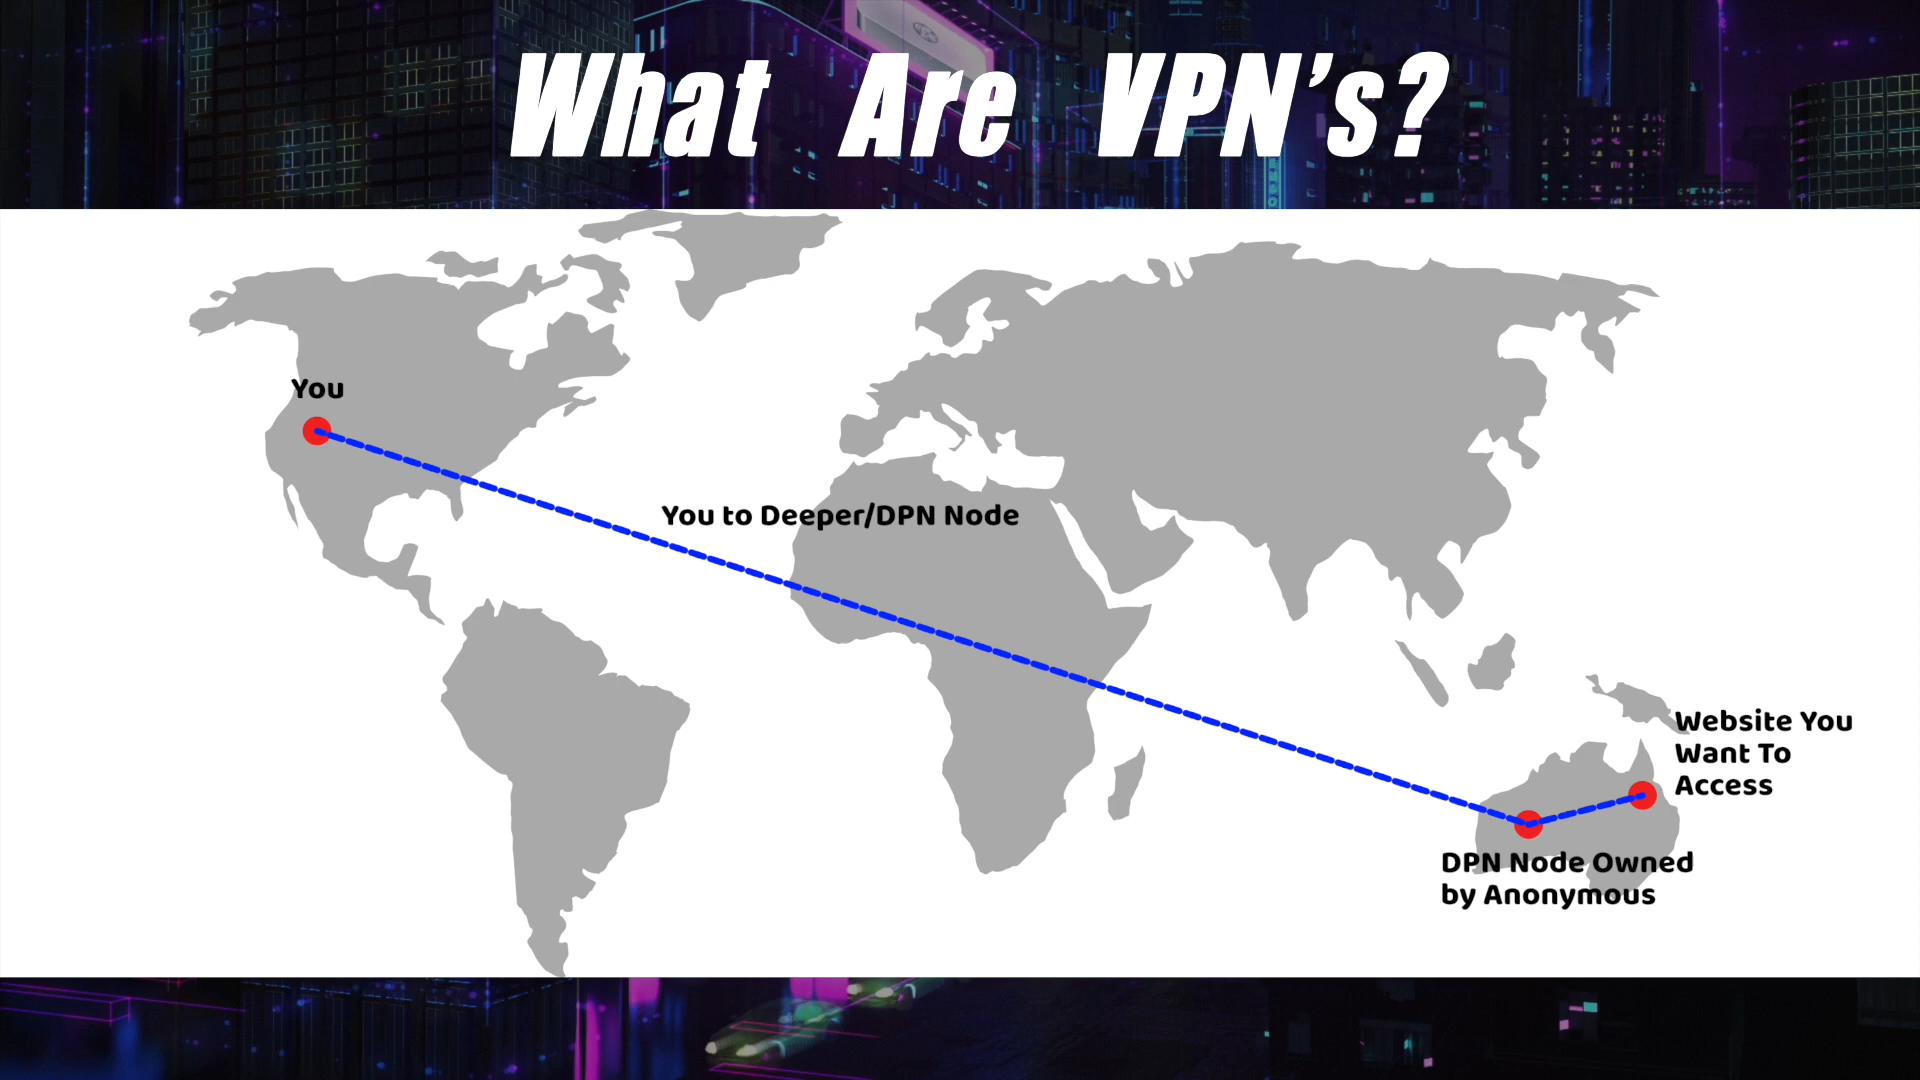 What Are VPN's?
You
You to Deeper/DPN Node
Website You
Want To
Access
DPN Node Owned
by Anonymous